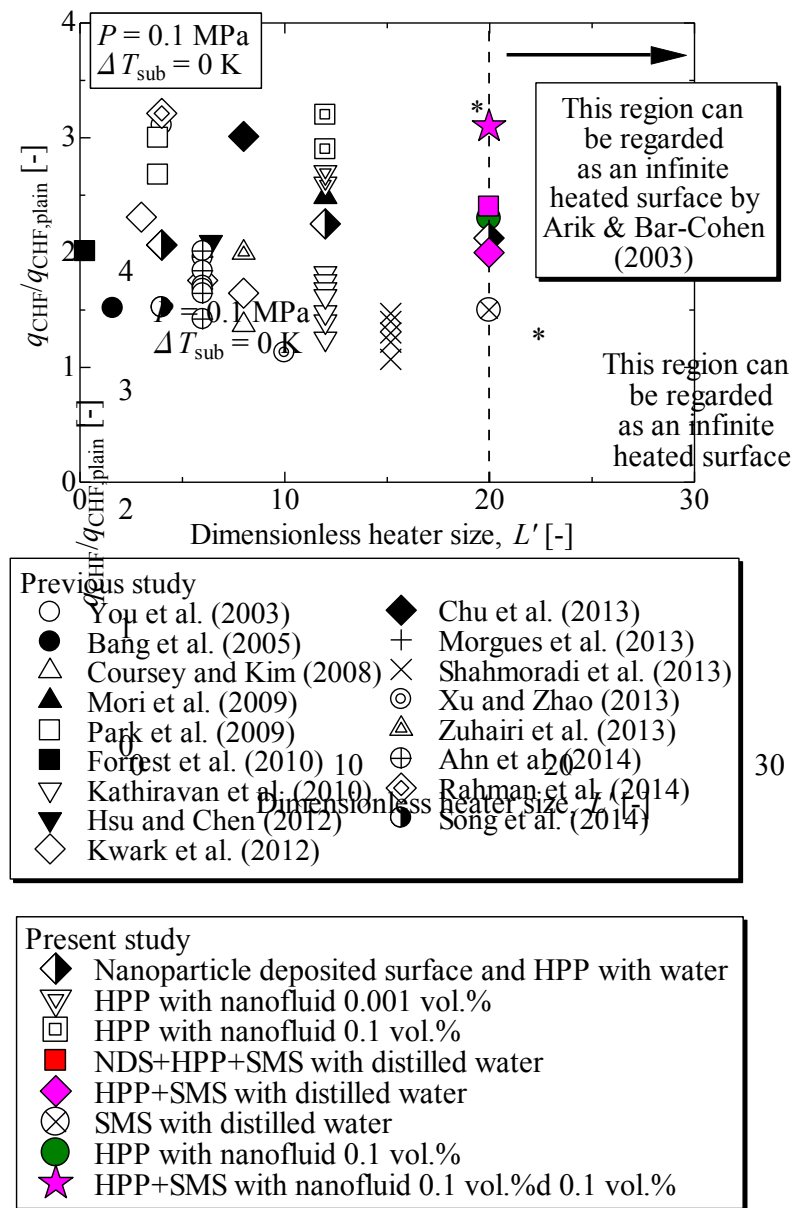 4
P = 0.1 MPa
ΔTsub = 0 K
*
This region can
be regarded
as an infinite
heated surface by
Arik & Bar-Cohen
(2003)
3
2
1
0
qCHF/qCHF,plain [-]
4
P = 0.1 MPa
ΔTsub = 0 K
*
This region can
be regarded
as an infinite
heated surface
3
0
10
20
30
2
Dimensionless heater size, L' [-]
qCHF/qCHF,plain [-]
Previous study
You et al. (2003)
Bang et al. (2005)
Coursey and Kim (2008)
Mori et al. (2009)
Park et al. (2009)
Forrest et al. (2010)
Kathiravan et al. (2010)
Hsu and Chen (2012)
Kwark et al. (2012)
Chu et al. (2013)
Morgues et al. (2013)
Shahmoradi et al. (2013)
Xu and Zhao (2013)
Zuhairi et al. (2013)
Ahn et al. (2014)
Rahman et al. (2014)
Song et al. (2014)
1
0
0
10
20
30
Dimensionless heater size, L' [-]
Present study
Nanoparticle deposited surface and HPP with water
HPP with nanofluid 0.001 vol.%
HPP with nanofluid 0.1 vol.%
NDS+HPP+SMS with distilled water
HPP+SMS with distilled water
SMS with distilled water
HPP with nanofluid 0.1 vol.%
HPP+SMS with nanofluid 0.1 vol.%d 0.1 vol.%